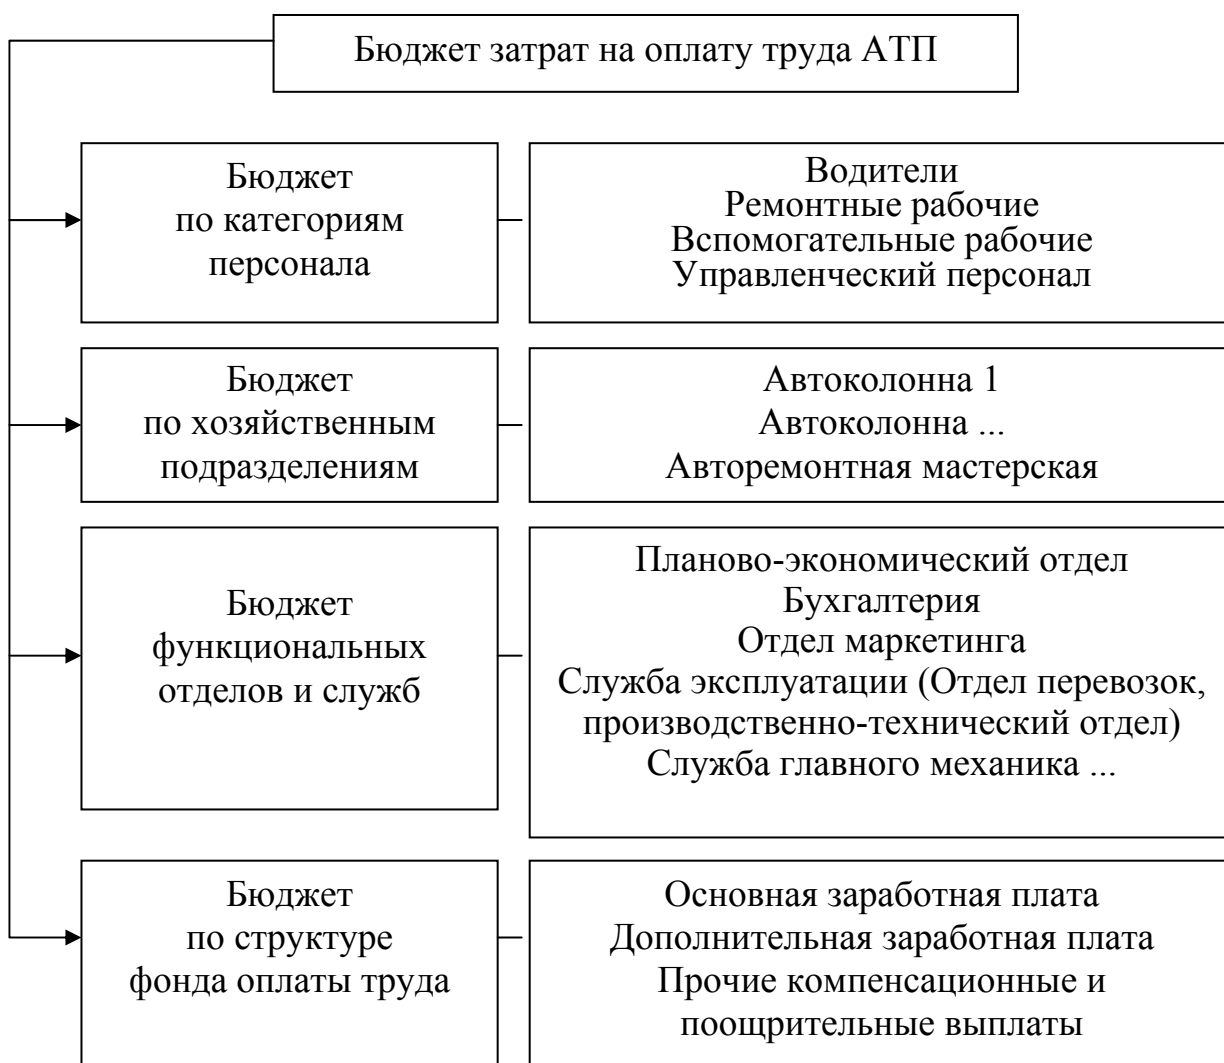 Бюджет затрат на оплату труда АТП
Бюджет
по категориям
персонала
Водители
Ремонтные рабочие
Вспомогательные рабочие
Управленческий персонал
Бюджет
по хозяйственным
подразделениям
Автоколонна 1
Автоколонна ...
Авторемонтная мастерская
Бюджет
функциональных
отделов и служб
Планово-экономический отдел
Бухгалтерия
Отдел маркетинга
Служба эксплуатации (Отдел перевозок,
производственно-технический отдел)
Служба главного механика ...
Бюджет
по структуре
фонда оплаты труда
Основная заработная плата
Дополнительная заработная плата
Прочие компенсационные и
поощрительные выплаты